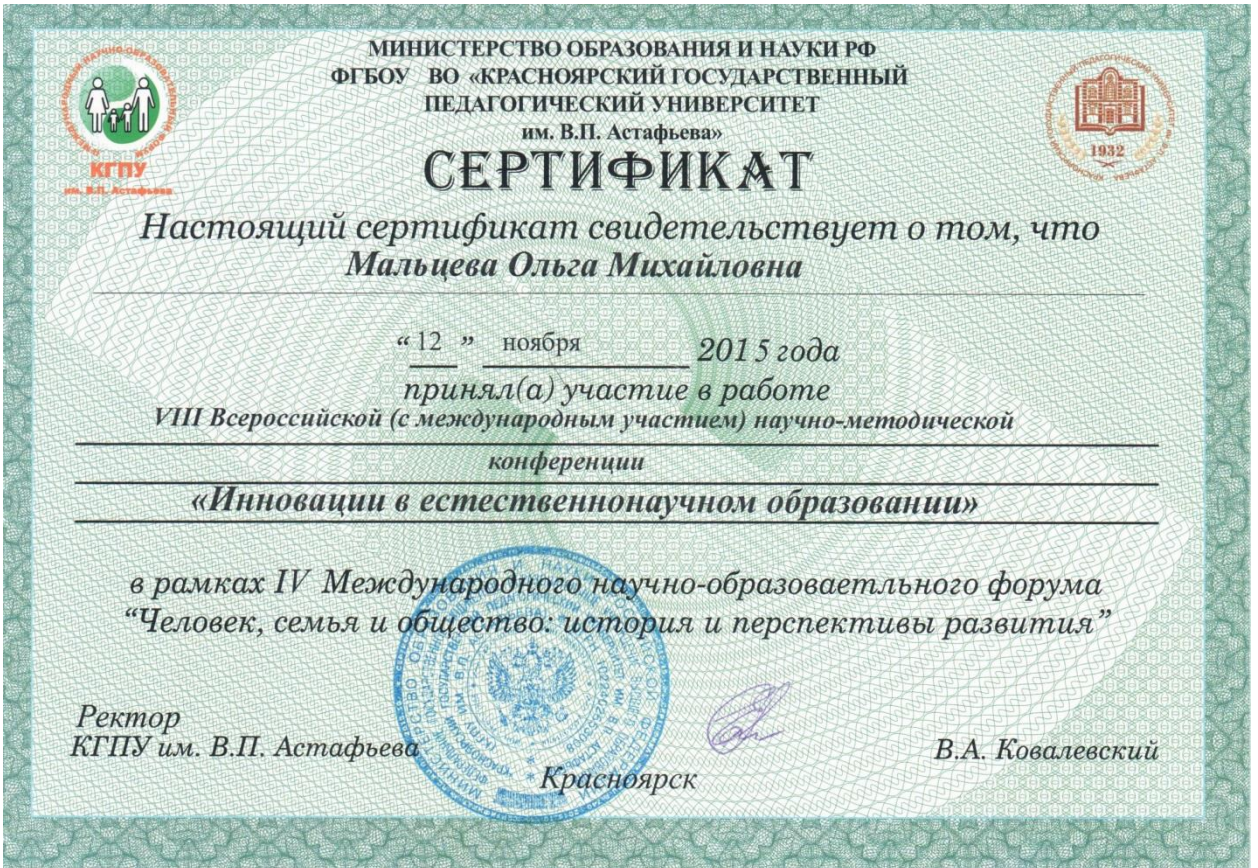 МИНИСТЕРСТВО ОБРАЗОВАНИЯ И НАУКИ РФ
ФГБОУ ВО «КРАСНОЯРСКИЙ ГОСУДАРСТВЕННЫЙ
ПЕДАГОГИЧЕСКИЙ УНИВЕРСИТЕТ
им. В.П. Астафьева»
КГПУ
им. В.П. Астафьева
1932
СЕРТИФИКАТ
Настоящий сертификат свидетельствует о том, что
Мальцева Ольга Михайловна
“ 12 ” ноября 2015 года
принял(а) участие в работе
VIII Всероссийской (с международным участием) научно-методической
конференции
«Инновации в естественнонаучном образовании»
в рамках IV Международного научно-образоваетльного форума
“Человек, семья и общество: история и перспективы развития”
Ректор
КГПУ им. В.П. Астафьева
В.А. Ковалевский
Красноярск